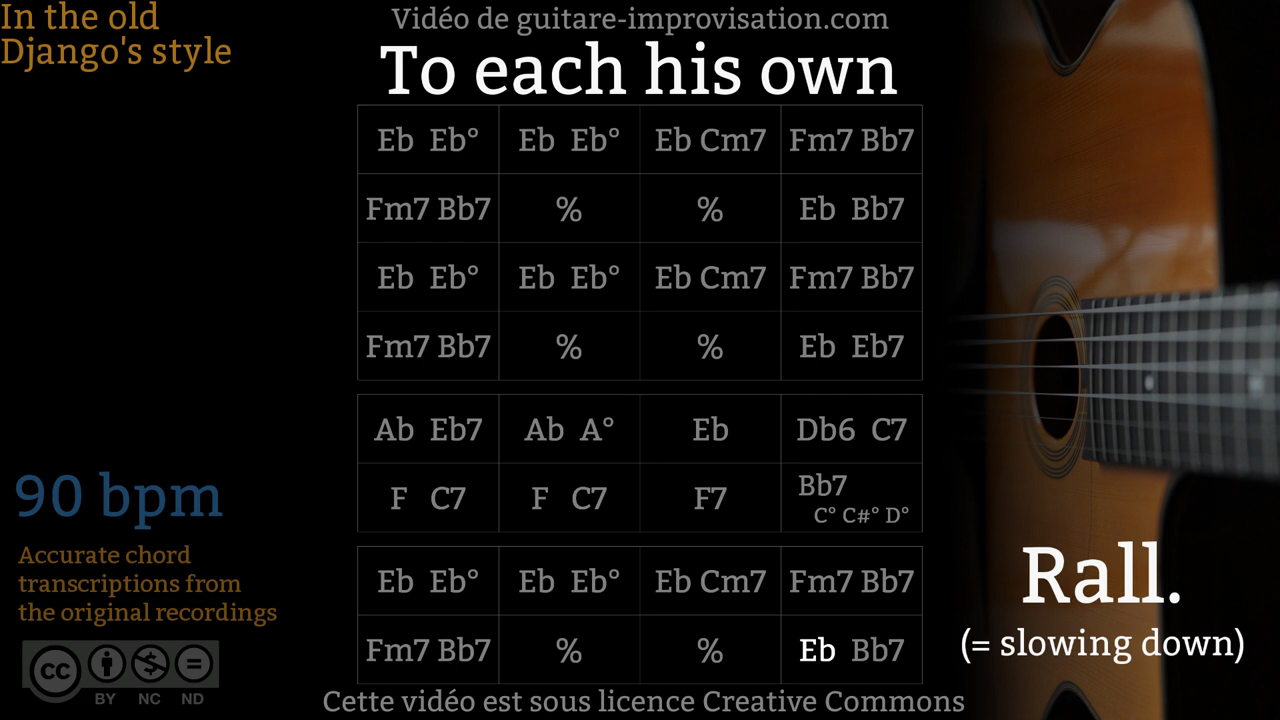 In the old
Django's style
Vidéo de guitare-improvisation.com
To each his own
Eb Eb° Eb Eb° Eb Cm7 Fm7 Bb7
Fm7 Bb7 % % Eb Bb7
Eb Eb° Eb Eb° Eb Cm7 Fm7 Bb7
Fm7 Bb7 % % Eb Eb7
Ab Eb7 Ab A° Eb Db6 C7
F C7 F C7 F7 Bb7
C° C#° D°
Eb Eb° Eb Eb° Eb Cm7 Fm7 Bb7
Fm7 Bb7 % % Eb Bb7
90 bpm
Accurate chord
transcriptions from
the original recordings
cc
BY NC ND
Rall.
(= slowing down)
Cette vidéo est sous licence Creative Commons